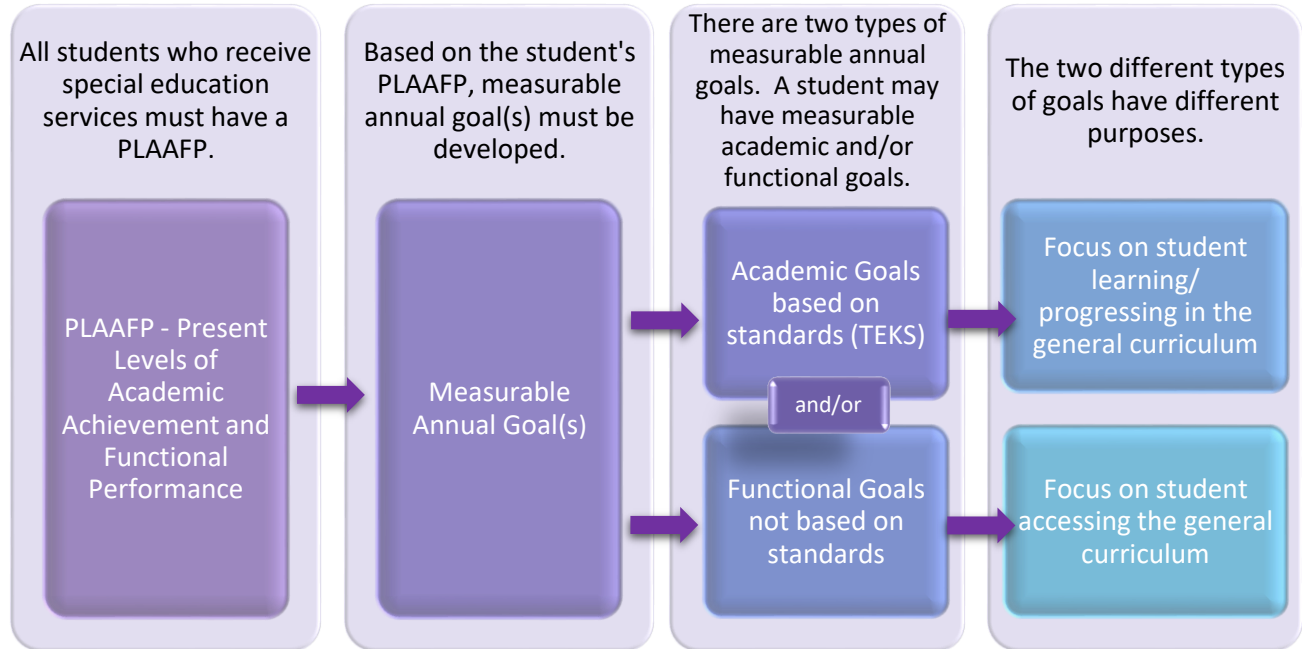 All students who receive
special education
services must have a
PLAAFP.
PLAAFP - Present
Levels of
Academic
Achievement and
Functional
Performance
Based on the student's
PLAAFP, measurable
annual goal(s) must be
developed.
Measurable
Annual Goal(s)
There are two types of
measurable annual
goals.  A student may
have measurable
academic and/or
functional goals.
Academic Goals
based on
standards (TEKS)
and/or
Functional Goals
not based on
standards
The two different types
of goals have different
purposes.
Focus on student
learning/
progressing in the
general curriculum
Focus on student
accessing the general
curriculum